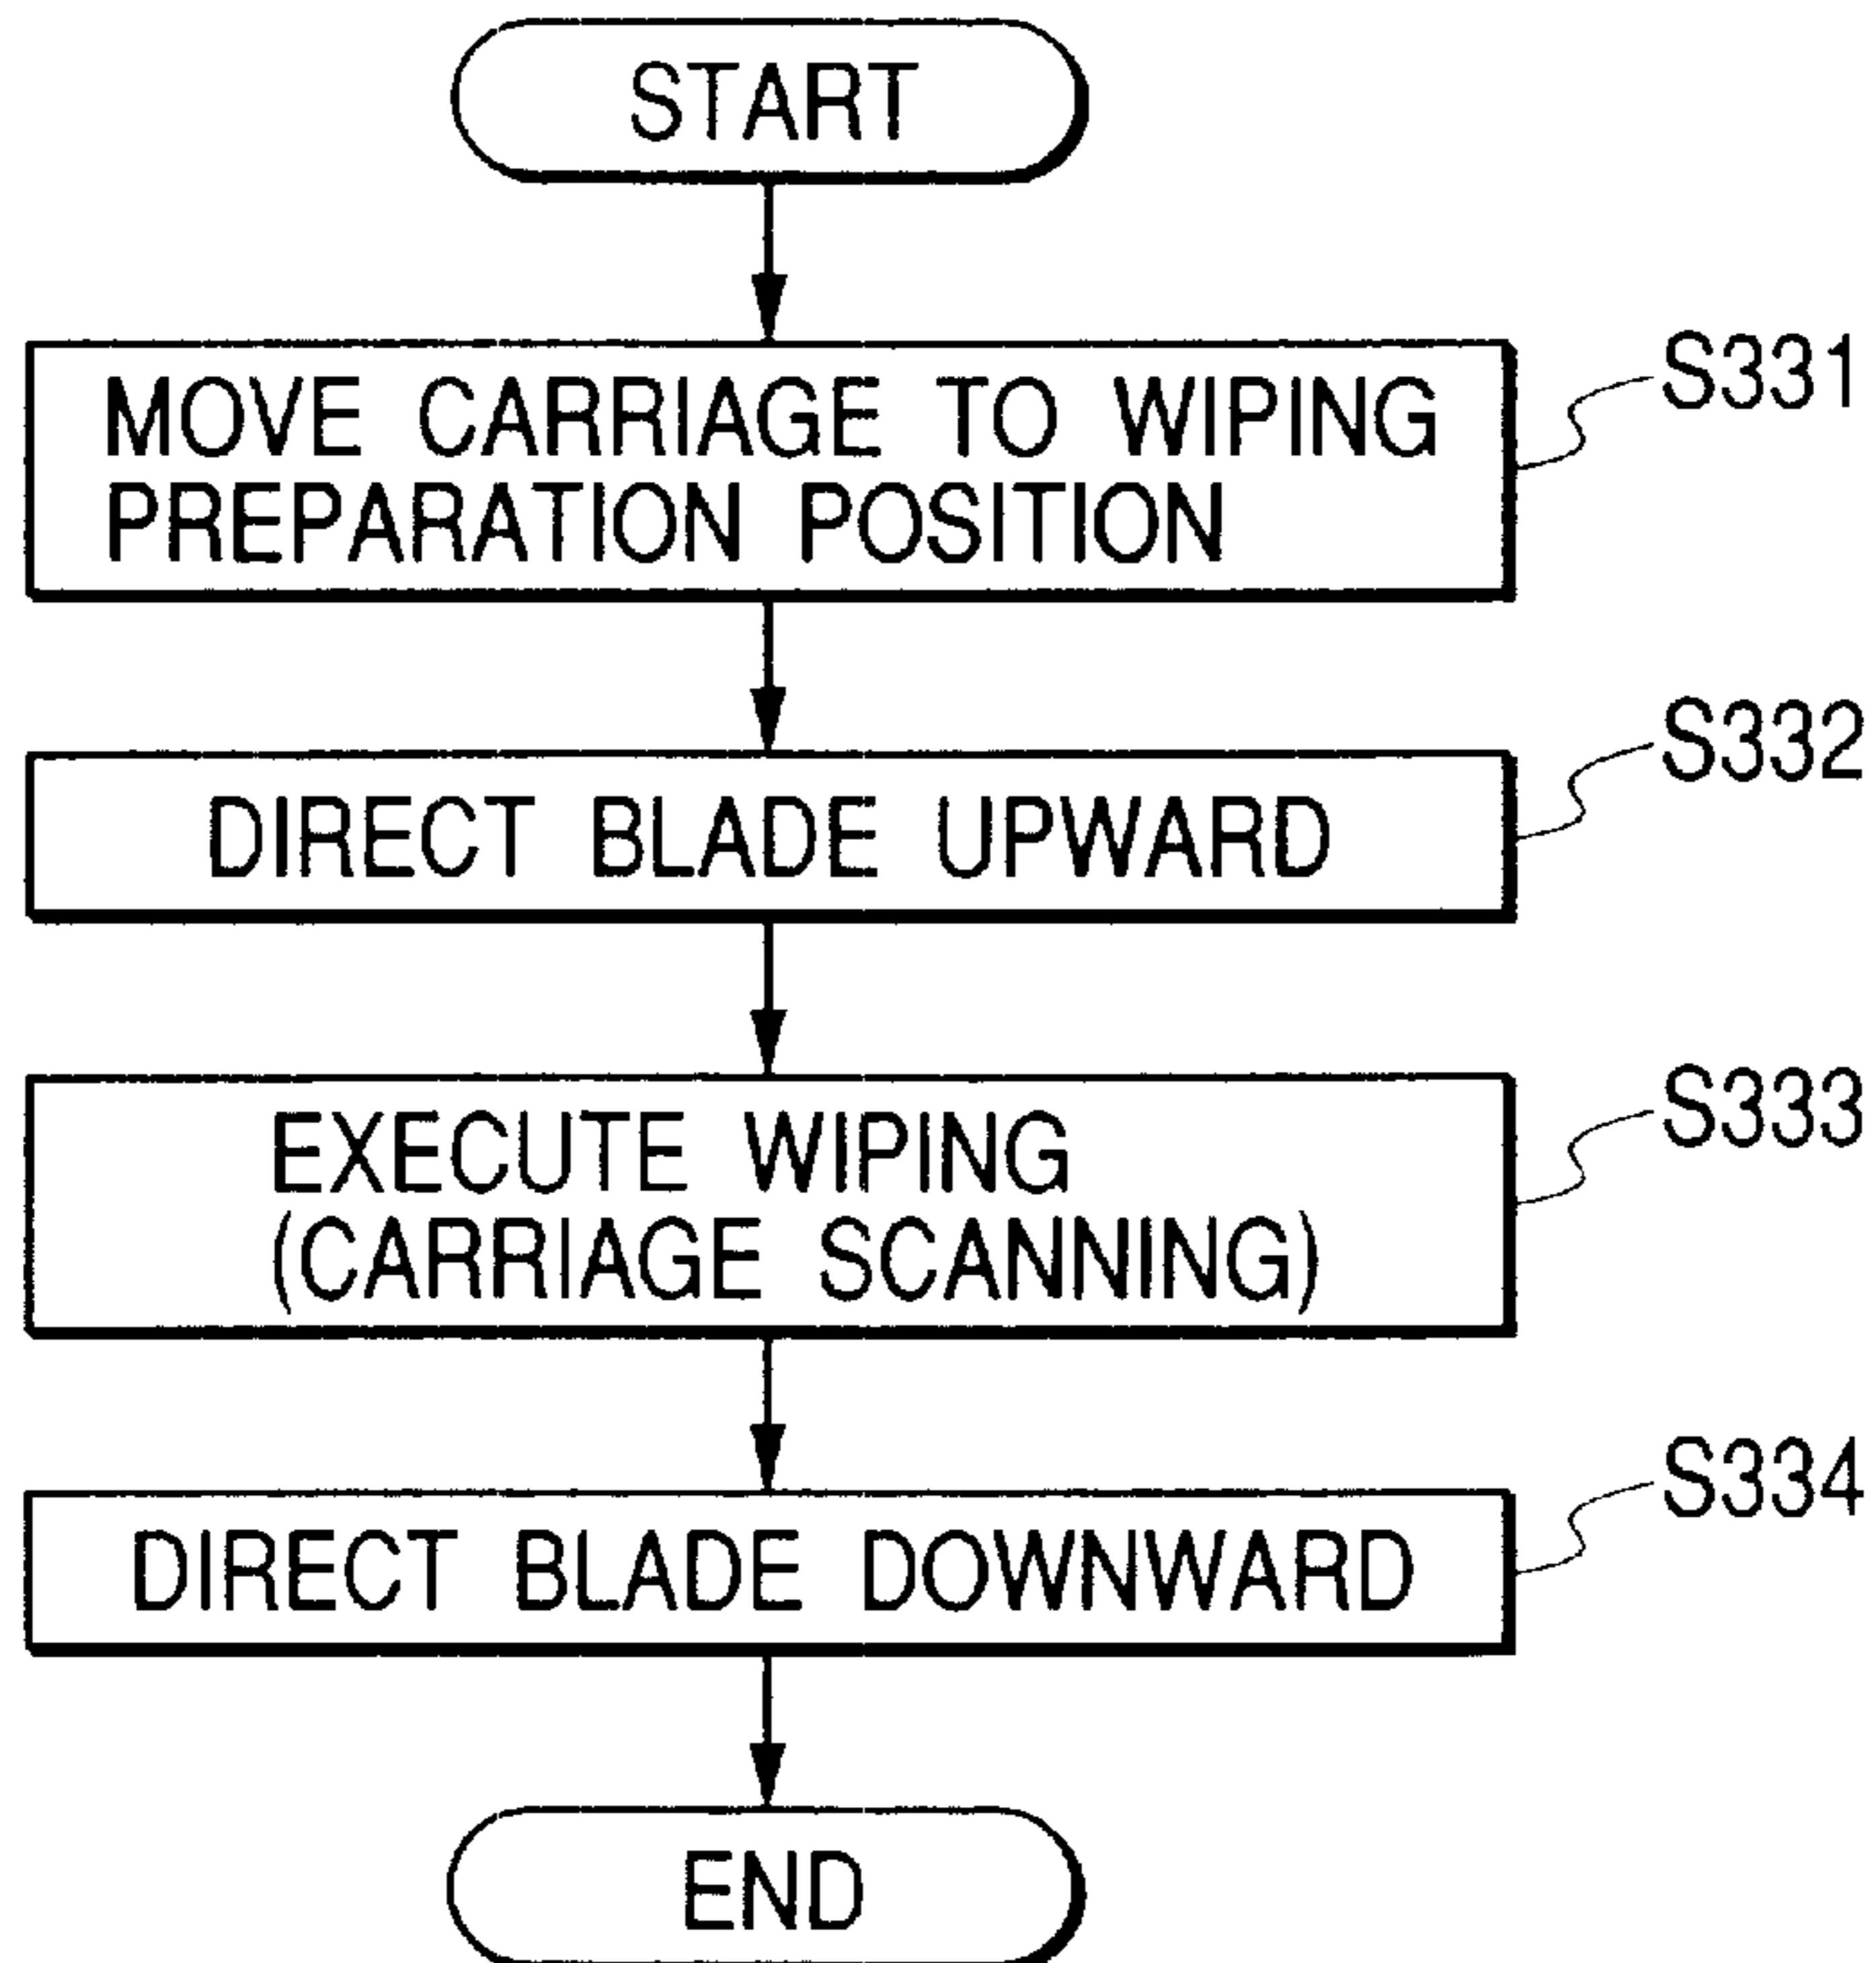 START
MOVE CARRIAGE TO WIPING
PREPARATION POSITION
S331
DIRECT BLADE UPWARD
S332
EXECUTE WIPING
(CARRIAGE SCANNING)
S333
DIRECT BLADE DOWNWARD
S334
END